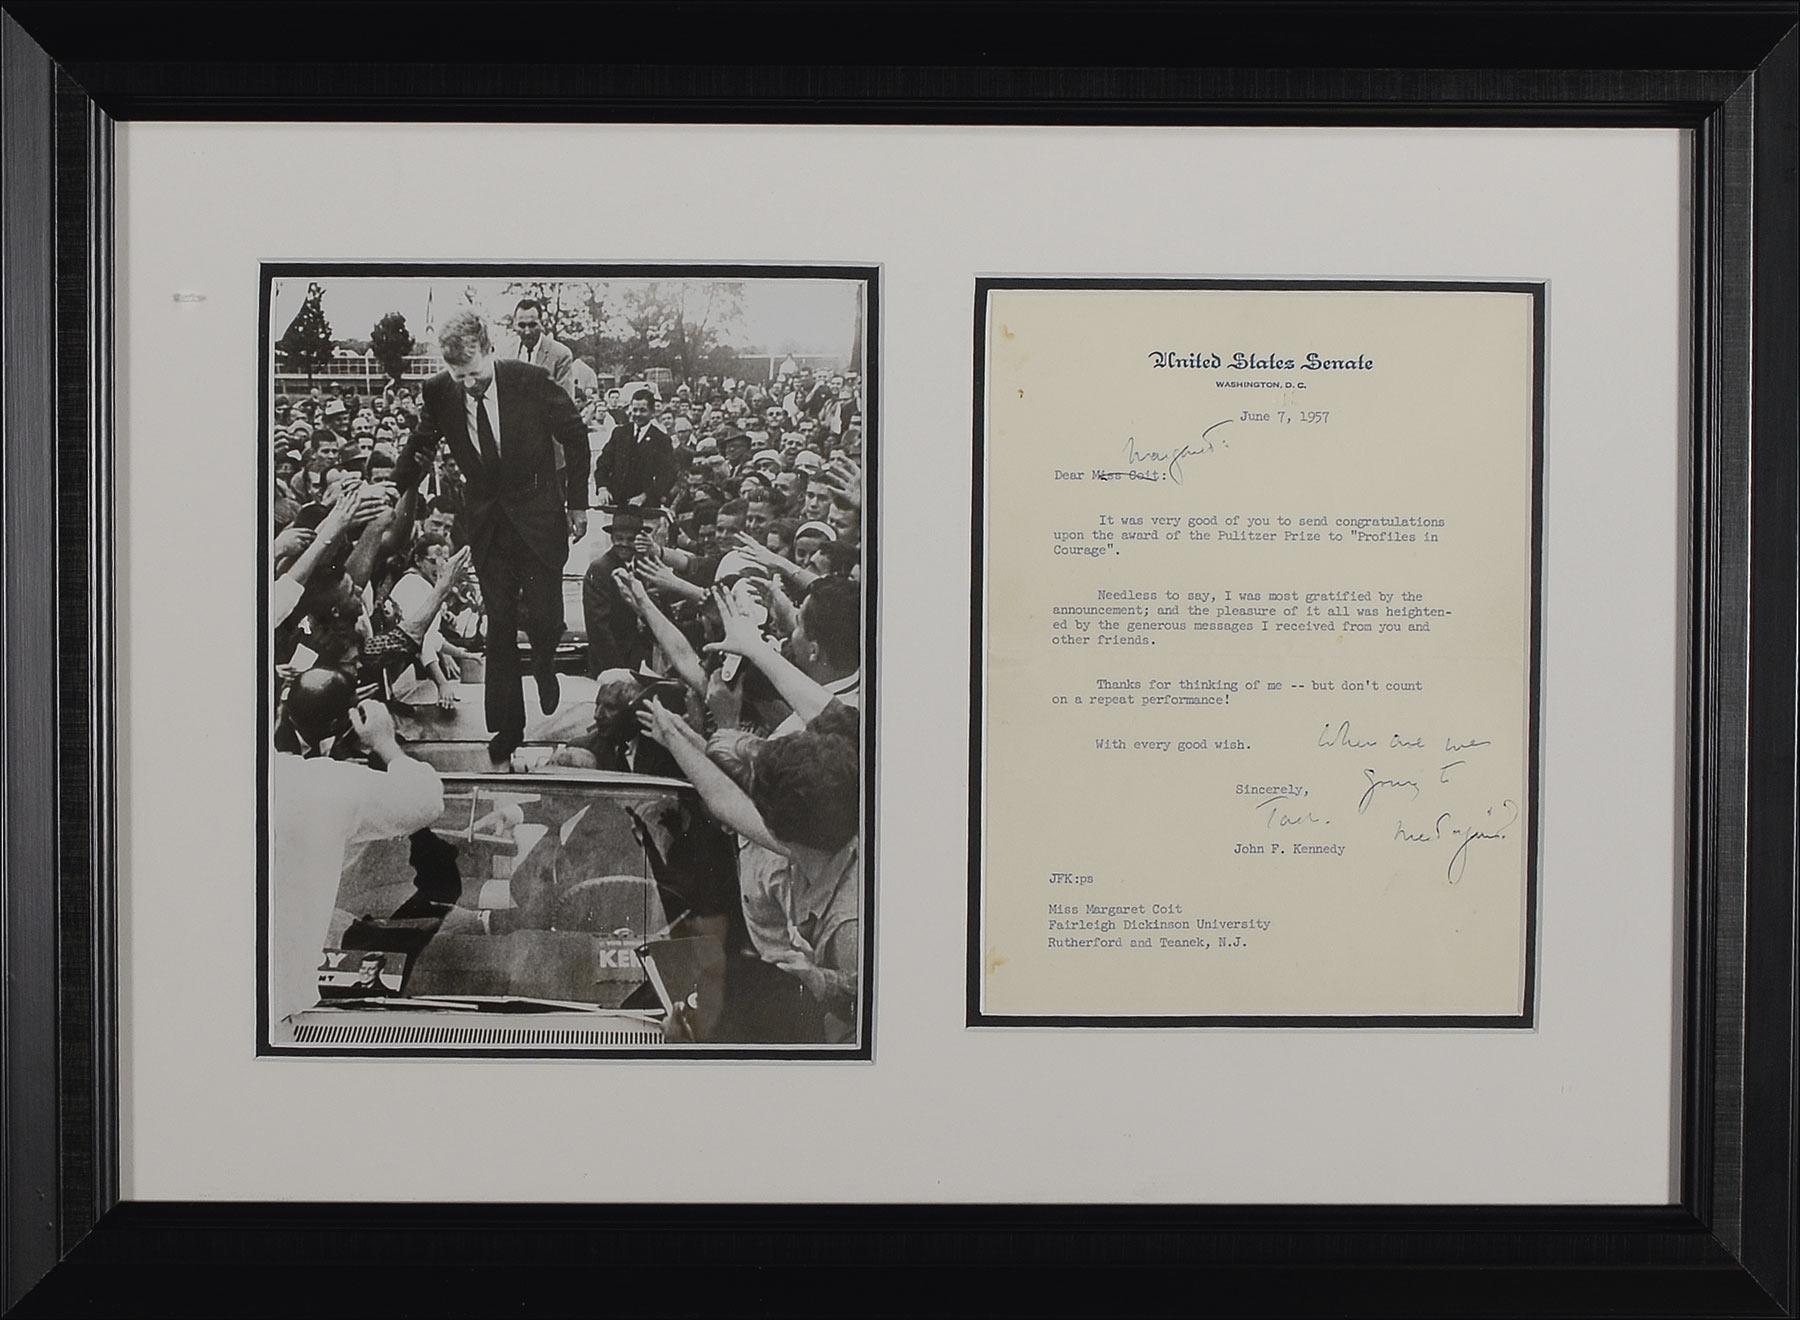 Y
NT
VOTE
KEN
United States Senate
WASHINGTON, D. C.
June 7, 1957
Margaret:
Dear Miss Coit:
It was very good of you to send congratulations
upon the award of the Pulitzer Prize to "Profiles in
Courage".
Needless to say, I was most gratified by the
announcement; and the pleasure of it all was heighten-
ed by the generous messages I received from you and
other friends.
Thanks for thinking of me -- but don't count
on a repeat performance!
With every good wish.
When are we
going to
meet again?
Sincerely,
Jack.
John F. Kennedy
JFK:ps
Miss Margaret Coit
Fairleigh Dickinson University
Rutherford and Teanek, N.J.